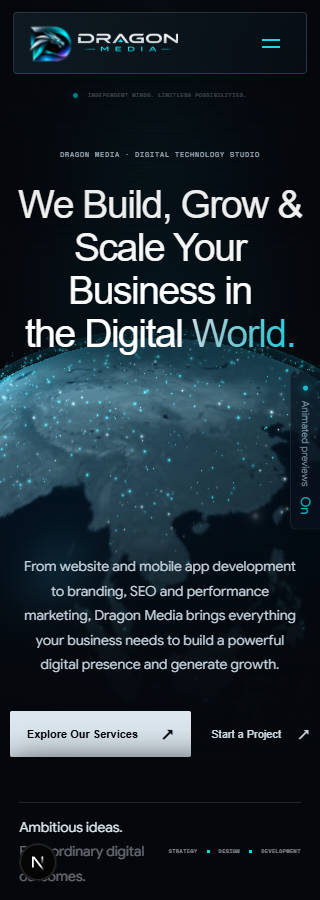 DRAGON
MEDIA
INDEPENDENT MINDS. LIMITLESS POSSIBILITIES.
DRAGON MEDIA · DIGITAL TECHNOLOGY STUDIO
We Build, Grow &
Scale Your
Business in
the Digital World.
Animated previews On
From website and mobile app development
to branding, SEO and performance
marketing, Dragon Media brings everything
your business needs to build a powerful
digital presence and generate growth.
Explore Our Services ↗
Start a Project ↗
Ambitious ideas.
digital
STRATEGY ▪ DESIGN ▪ DEVELOPMENT
N